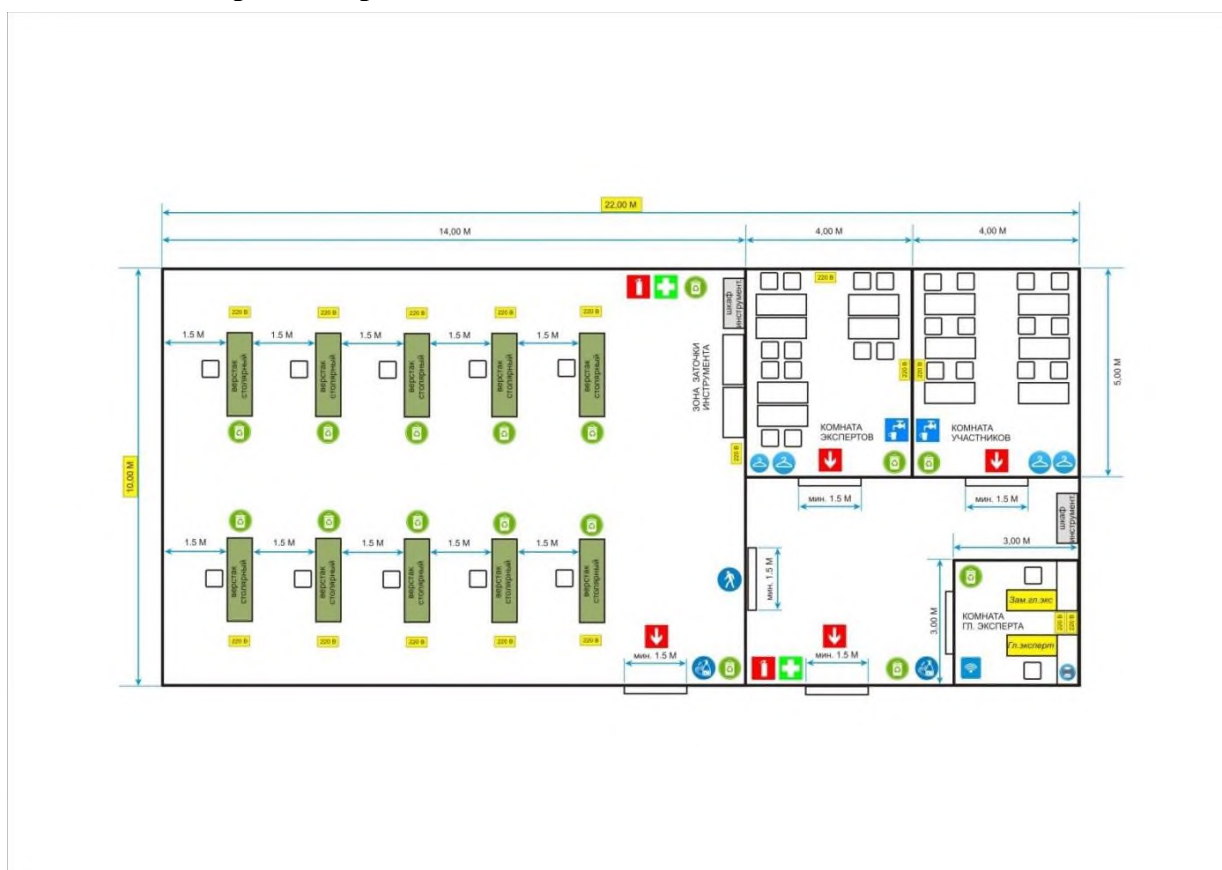 22,00 М
14,00 М
4,00 М
4,00 М
10,00 М
5,00 М
220 В
220 В
220 В
220 В
220 В
1.5 М
1.5 М
1.5 М
1.5 М
1.5 М
верстак
столярный
верстак
столярный
верстак
столярный
верстак
столярный
верстак
столярный
шкаф
инструмент.
ЗОНА ЗАТОЧКИ
ИНСТРУМЕНТА
220 В
220 В
220 В
220 В
КОМНАТА
ЭКСПЕРТОВ
КОМНАТА
УЧАСТНИКОВ
мин. 1.5 М
мин. 1.5 М
шкаф
инструмент.
1.5 М
1.5 М
1.5 М
1.5 М
1.5 М
верстак
столярный
верстак
столярный
верстак
столярный
верстак
столярный
верстак
столярный
220 В
220 В
220 В
220 В
220 В
мин. 1.5 М
мин. 1.5 М
мин. 1.5 М
3,00 М
3,00 М
КОМНАТА
ГЛ. ЭКСПЕРТА
Зам.гл.экс
220 В
220 В
Гл.эксперт